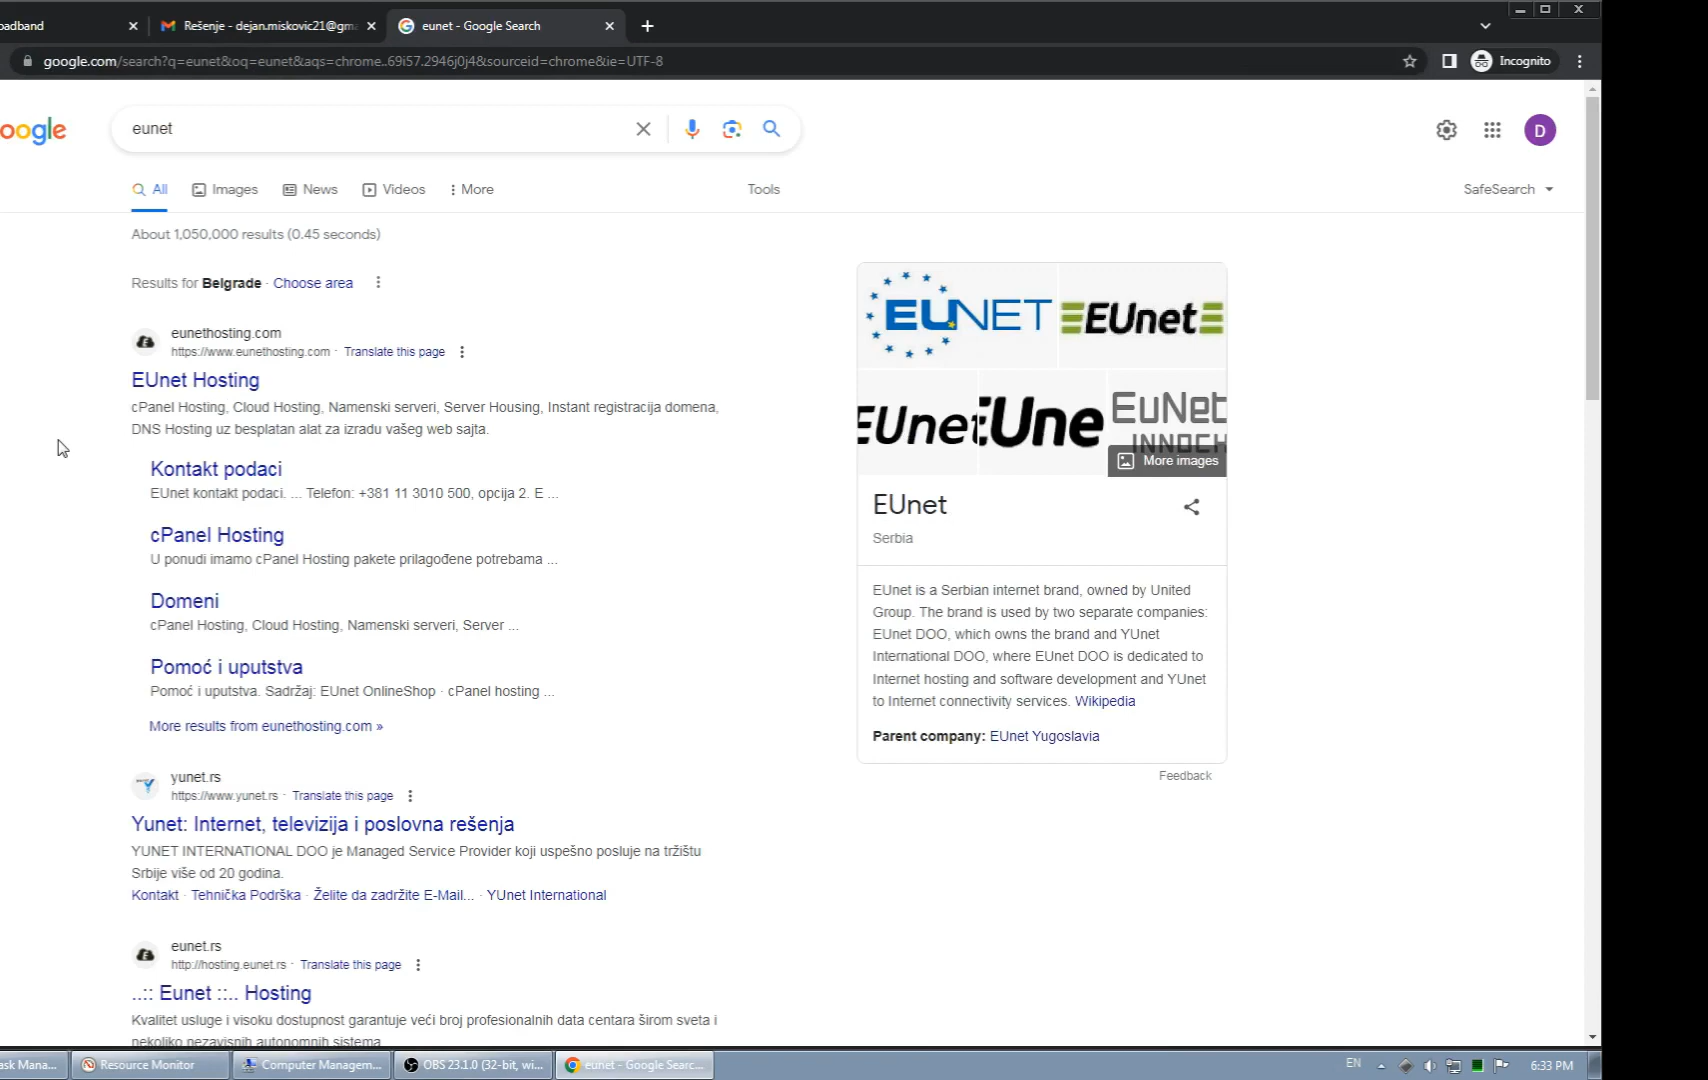 oadband
Rešenje - dejan.miskovic21@gm
eunet - Google Search
google.com/search?q=eunet&oq=eunet&aqs=chrome..69i57.2946j0j4&sourceid=chrome&ie=UTF-8
Incognito
oogle
eunet
D
All
Images
News
Videos
More
Tools
SafeSearch
About 1,050,000 results (0.45 seconds)
Results for Belgrade · Choose area
eunethosting.com
https://www.eunethosting.com · Translate this page
EUnet Hosting
cPanel Hosting, Cloud Hosting, Namenski serveri, Server Housing, Instant registracija domena,
DNS Hosting uz besplatan alat za izradu vašeg web sajta.
Kontakt podaci
EUnet kontakt podaci. ... Telefon: +381 11 3010 500, opcija 2. E ...
cPanel Hosting
U ponudi imamo cPanel Hosting pakete prilagođene potrebama ...
Domeni
cPanel Hosting, Cloud Hosting, Namenski serveri, Server ...
Pomoć i uputstva
Pomoć i uputstva. Sadržaj: EUnet OnlineShop · cPanel hosting ...
More results from eunethosting.com »
yunet.rs
https://www.yunet.rs · Translate this page
Yunet: Internet, televizija i poslovna rešenja
YUNET INTERNATIONAL DOO je Managed Service Provider koji uspešno posluje na tržištu
Srbije više od 20 godina.
Kontakt · Tehnička Podrška · Želite da zadržite E-Mail... · YUnet International
eunet.rs
http://hosting.eunet.rs · Translate this page
..:: Eunet ::.. Hosting
Kvalitet usluge i visoku dostupnost garantuje veći broj profesionalnih data centara širom sveta i
nekoliko nezavisnih autonomnih sistema
EUNET
EUnet
EUnet
EUne
EuNet
INNOCH
More images
EUnet
Serbia
EUnet is a Serbian internet brand, owned by United
Group. The brand is used by two separate companies:
EUnet DOO, which owns the brand and YUnet
International DOO, where EUnet DOO is dedicated to
Internet hosting and software development and YUnet
to Internet connectivity services. Wikipedia
Parent company: EUnet Yugoslavia
Feedback
ask Mana...
Resource Monitor
Computer Managem...
OBS 23.1.0 (32-bit, wi...
eunet - Google Searc...
EN
6:33 PM